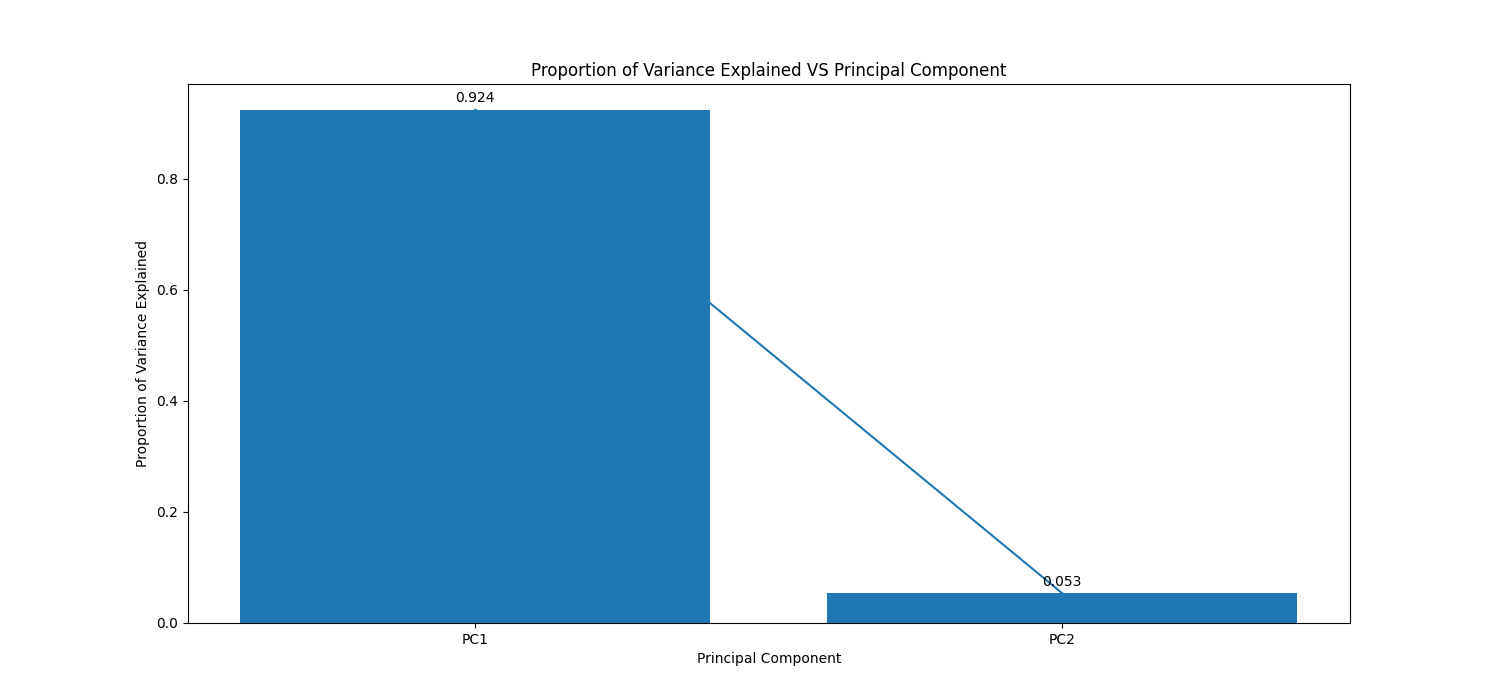 Proportion of Variance Explained VS Principal Component
0.924
0.8
0.6
0.4
0.2
0.0
Proportion of Variance Explained
0.053
PC1
PC2
Principal Component